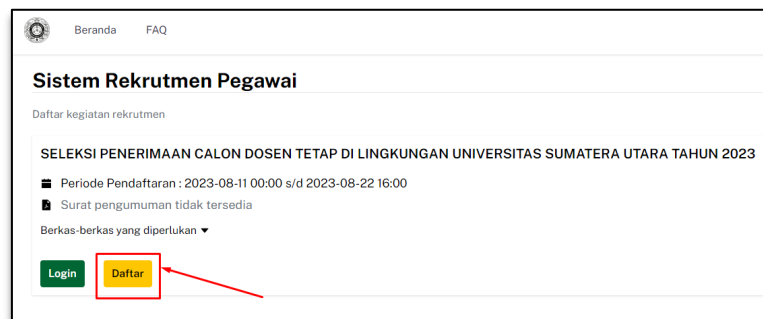 Beranda FAQ
Sistem Rekrutmen Pegawai
Daftar kegiatan rekrutmen
SELEKSI PENERIMAAN CALON DOSEN TETAP DI LINGKUNGAN UNIVERSITAS SUMATERA UTARA TAHUN 2023
Periode Pendaftaran : 2023-08-11 00:00 s/d 2023-08-22 16:00
Surat pengumuman tidak tersedia
Berkas-berkas yang diperlukan ▼
Login Daftar